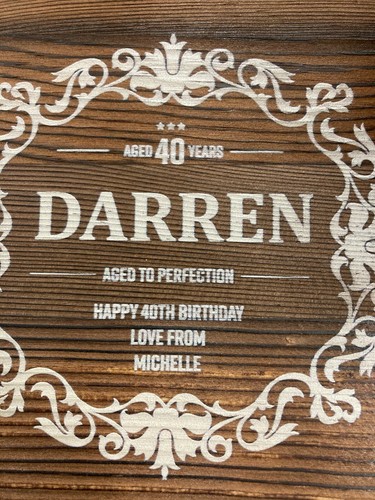 AGED 40 YEARS
DARREN
AGED TO PERFECTION
HAPPY 40TH BIRTHDAY
LOVE FROM
MICHELLE